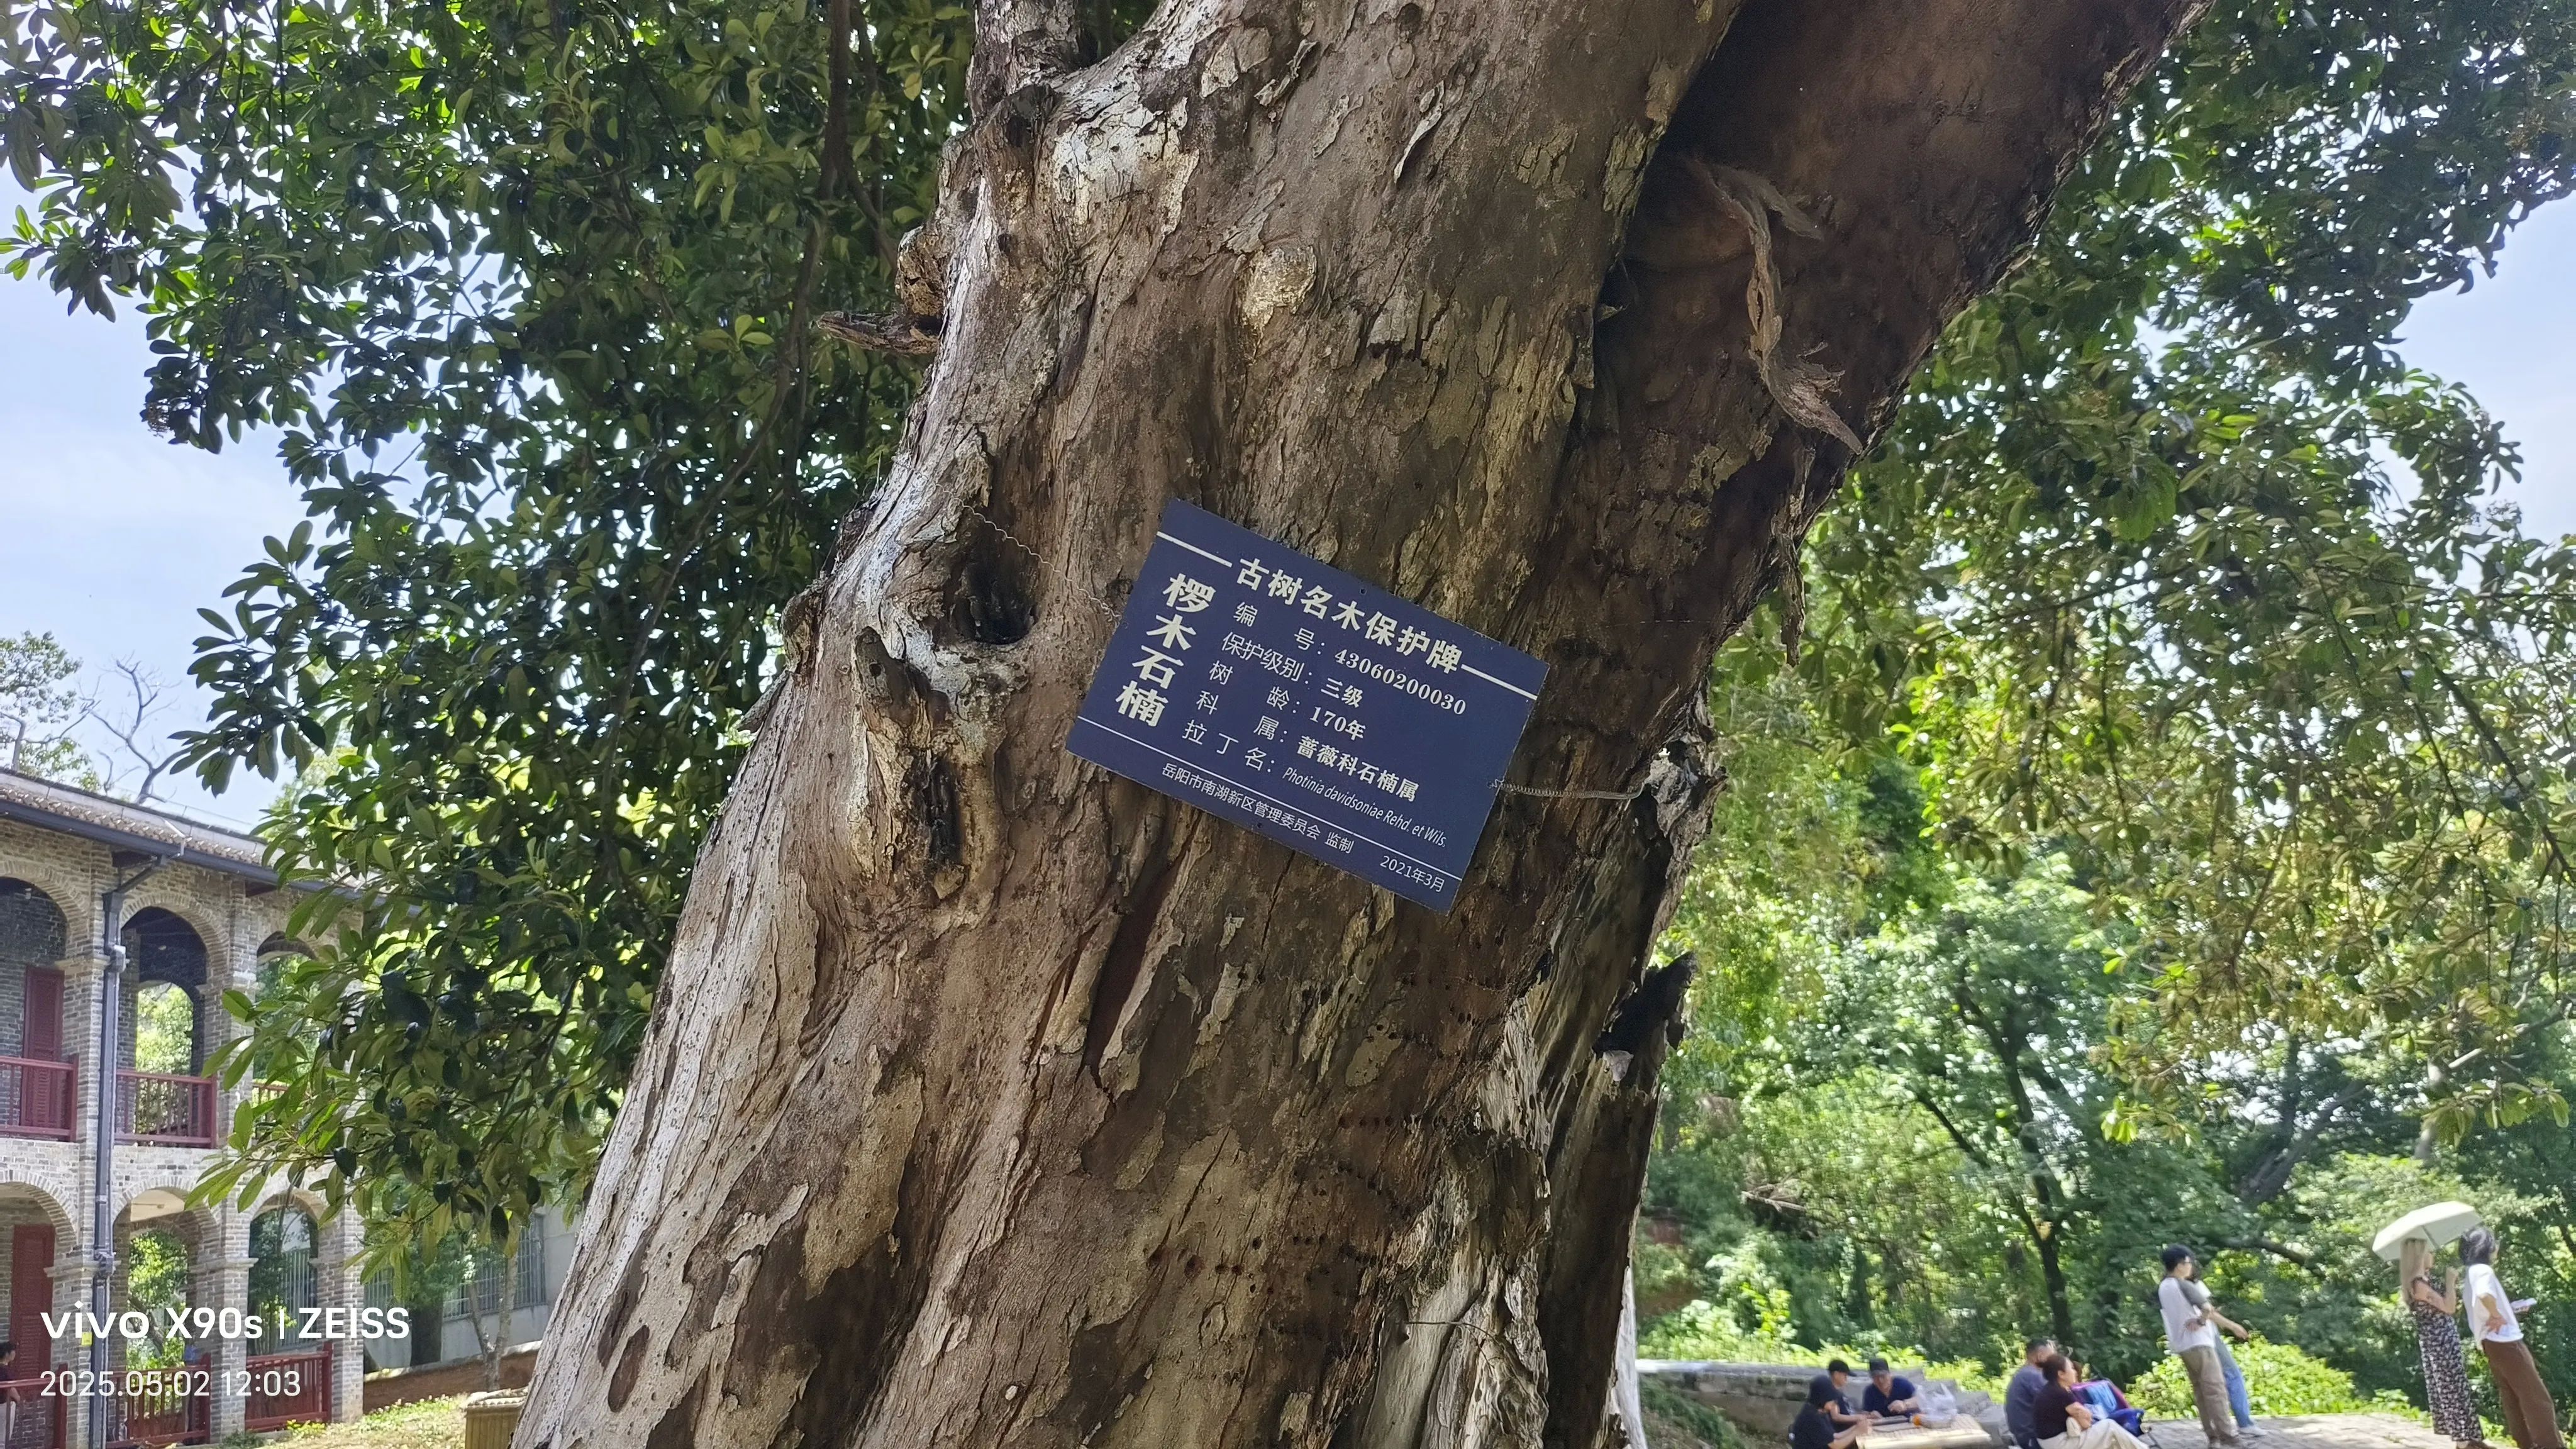 古树名木保护牌
椤木石楠
编 号：43060200030
保护级别：三级
树 龄：170年
科 属：蔷薇科石楠属
拉丁名：Photinia davidsoniae Rehd. et Wils.
岳阳市南湖新区管理委员会 监制 2021年3月
vivo X90s | ZEISS
2025.05.02 12:03